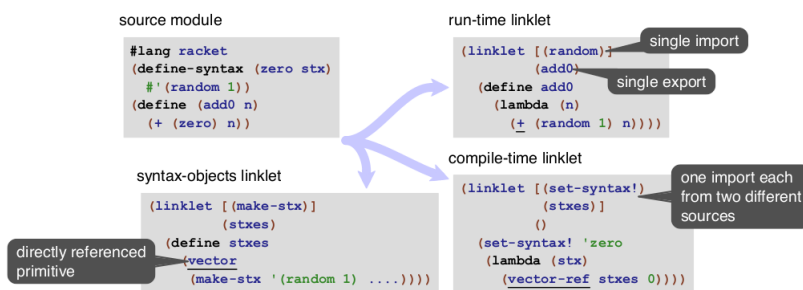 source module
#lang racket
(define-syntax (zero stx)
#'(random 1))
(define (add0 n)
(+ (zero) n))
run-time linklet
(linklet [(random)]
(add0)
(define add0
(lambda (n)
(+ (random 1) n))))
single import
single export
syntax-objects linklet
(linklet [(make-stx)]
(stxes)
(define stxes
(vector
(make-stx '(random 1) ....))))
directly referenced
primitive
compile-time linklet
(linklet [(set-syntax!)
(stxes)]
()
(set-syntax! 'zero
(lambda (stx)
(vector-ref stxes 0))))
one import each
from two different
sources